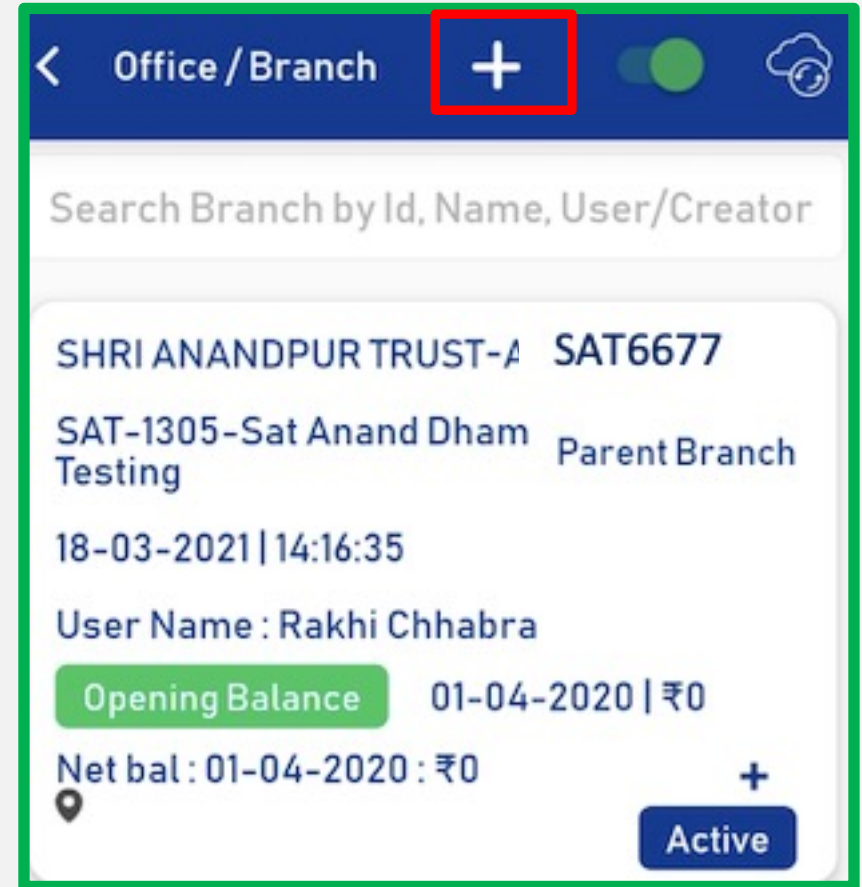 Office / Branch
Search Branch by Id, Name, User/Creator
SHRI ANANDPUR TRUST-A SAT6677
SAT-1305-Sat Anand Dham Testing Parent Branch
18-03-2021 | 14:16:35
User Name : Rakhi Chhabra
Opening Balance 01-04-2020 | ₹0
Net bal : 01-04-2020 : ₹0 +
Active